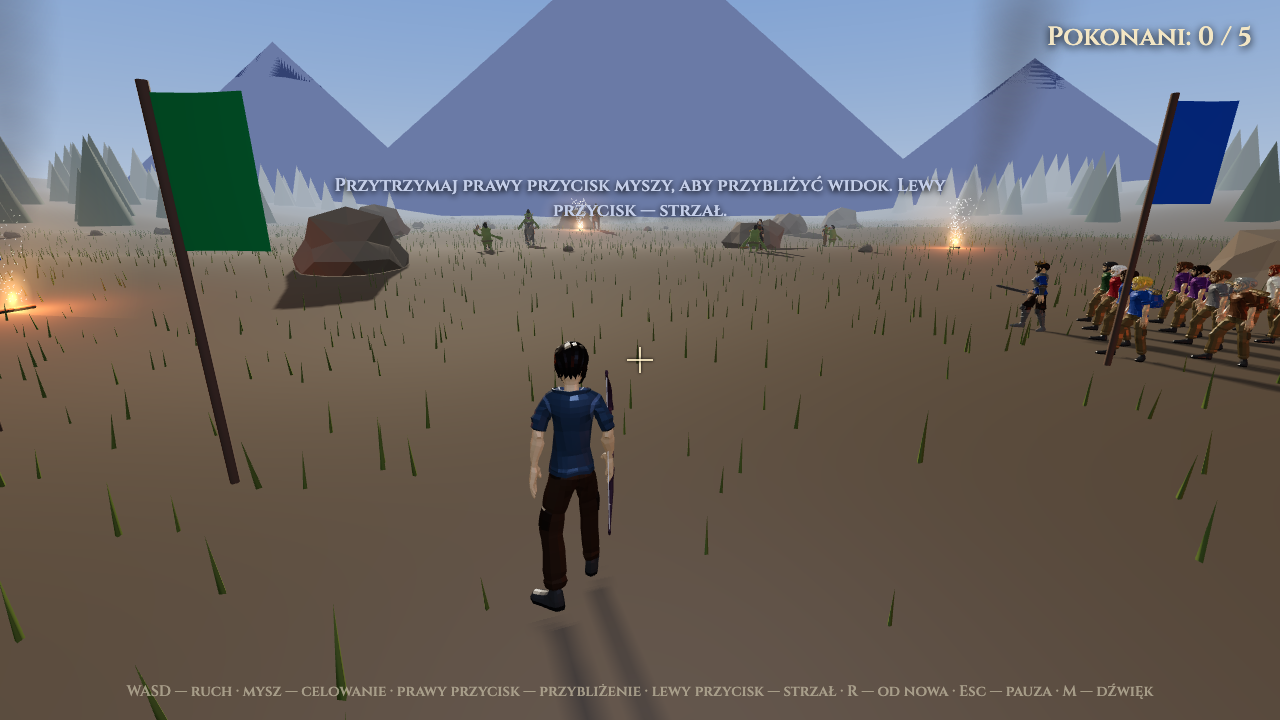 Pokonani: 0 / 5
Przytrzymaj prawy przycisk myszy, aby przybliżyć widok. Lewy
przycisk — strzał.
WASD — ruch · mysz — celowanie · prawy przycisk — przybliżenie · lewy przycisk — strzał · R — od nowa · Esc — pauza · M — dźwięk